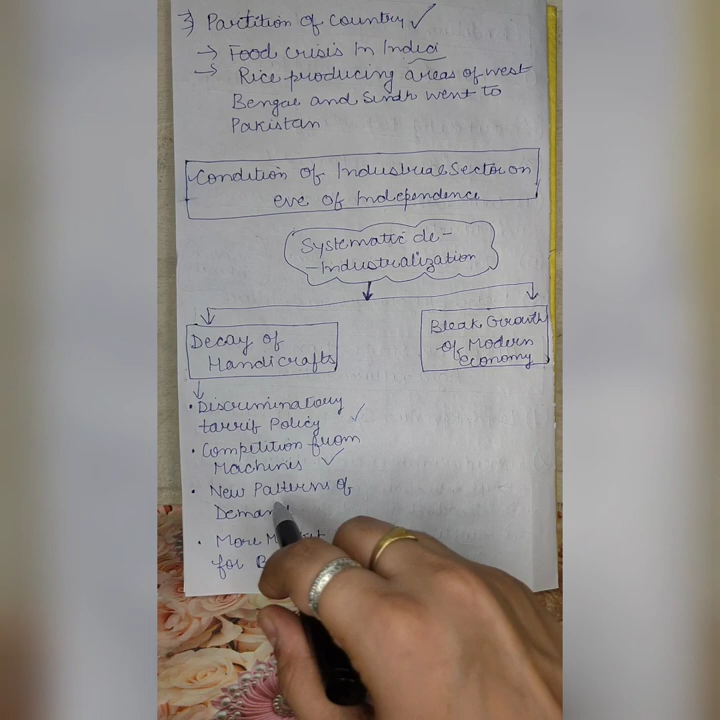 3) Partition of Country ✓
→ Food crisis in India
→ Rice producing areas of west
Bengal and Sindh went to
Pakistan
Condition of Industrial Sector on
eve of Independence
Systematic de-
-Industrialization
Decay of
Handicrafts
Bleak Growth
of Modern
economy
• Discriminatory
tarrif Policy ✓
• Competition from
Machines ✓
• New Patterns of
• More
for